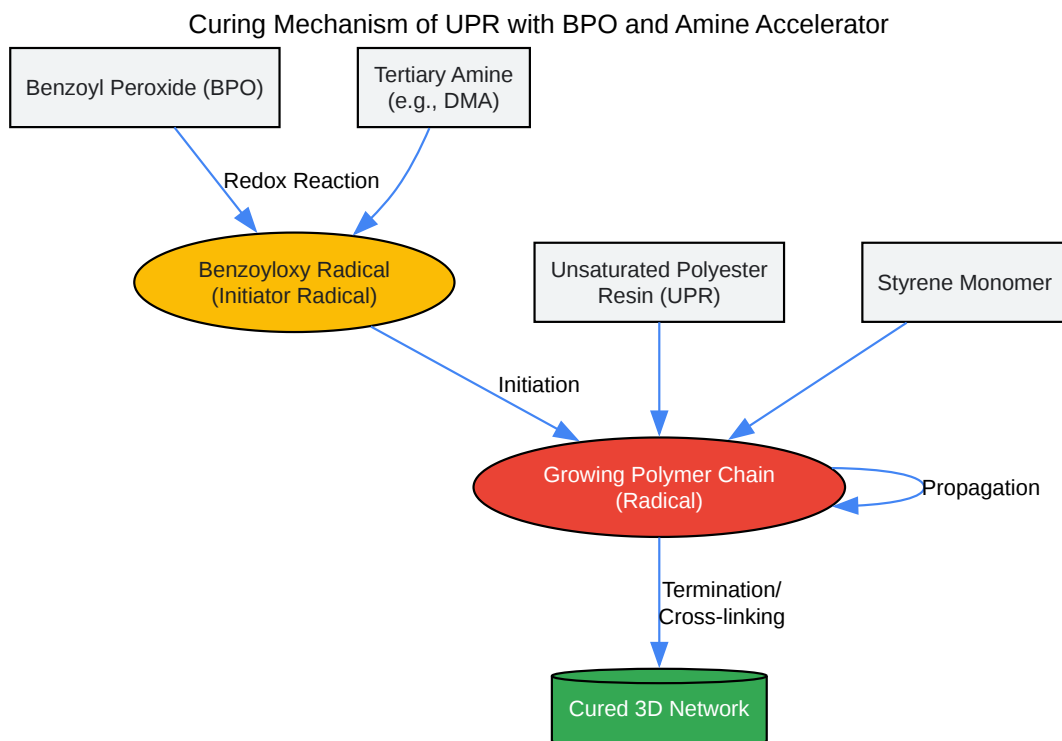 Curing Mechanism of UPR with BPO and Amine Accelerator
Benzoyl Peroxide (BPO)
Tertiary Amine
(e.g., DMA)
Redox Reaction
Benzoyloxy Radical
(Initiator Radical)
Unsaturated Polyester
Resin (UPR)
Styrene Monomer
Initiation
Growing Polymer Chain
(Radical)
Propagation
Termination/
Cross-linking
Cured 3D Network